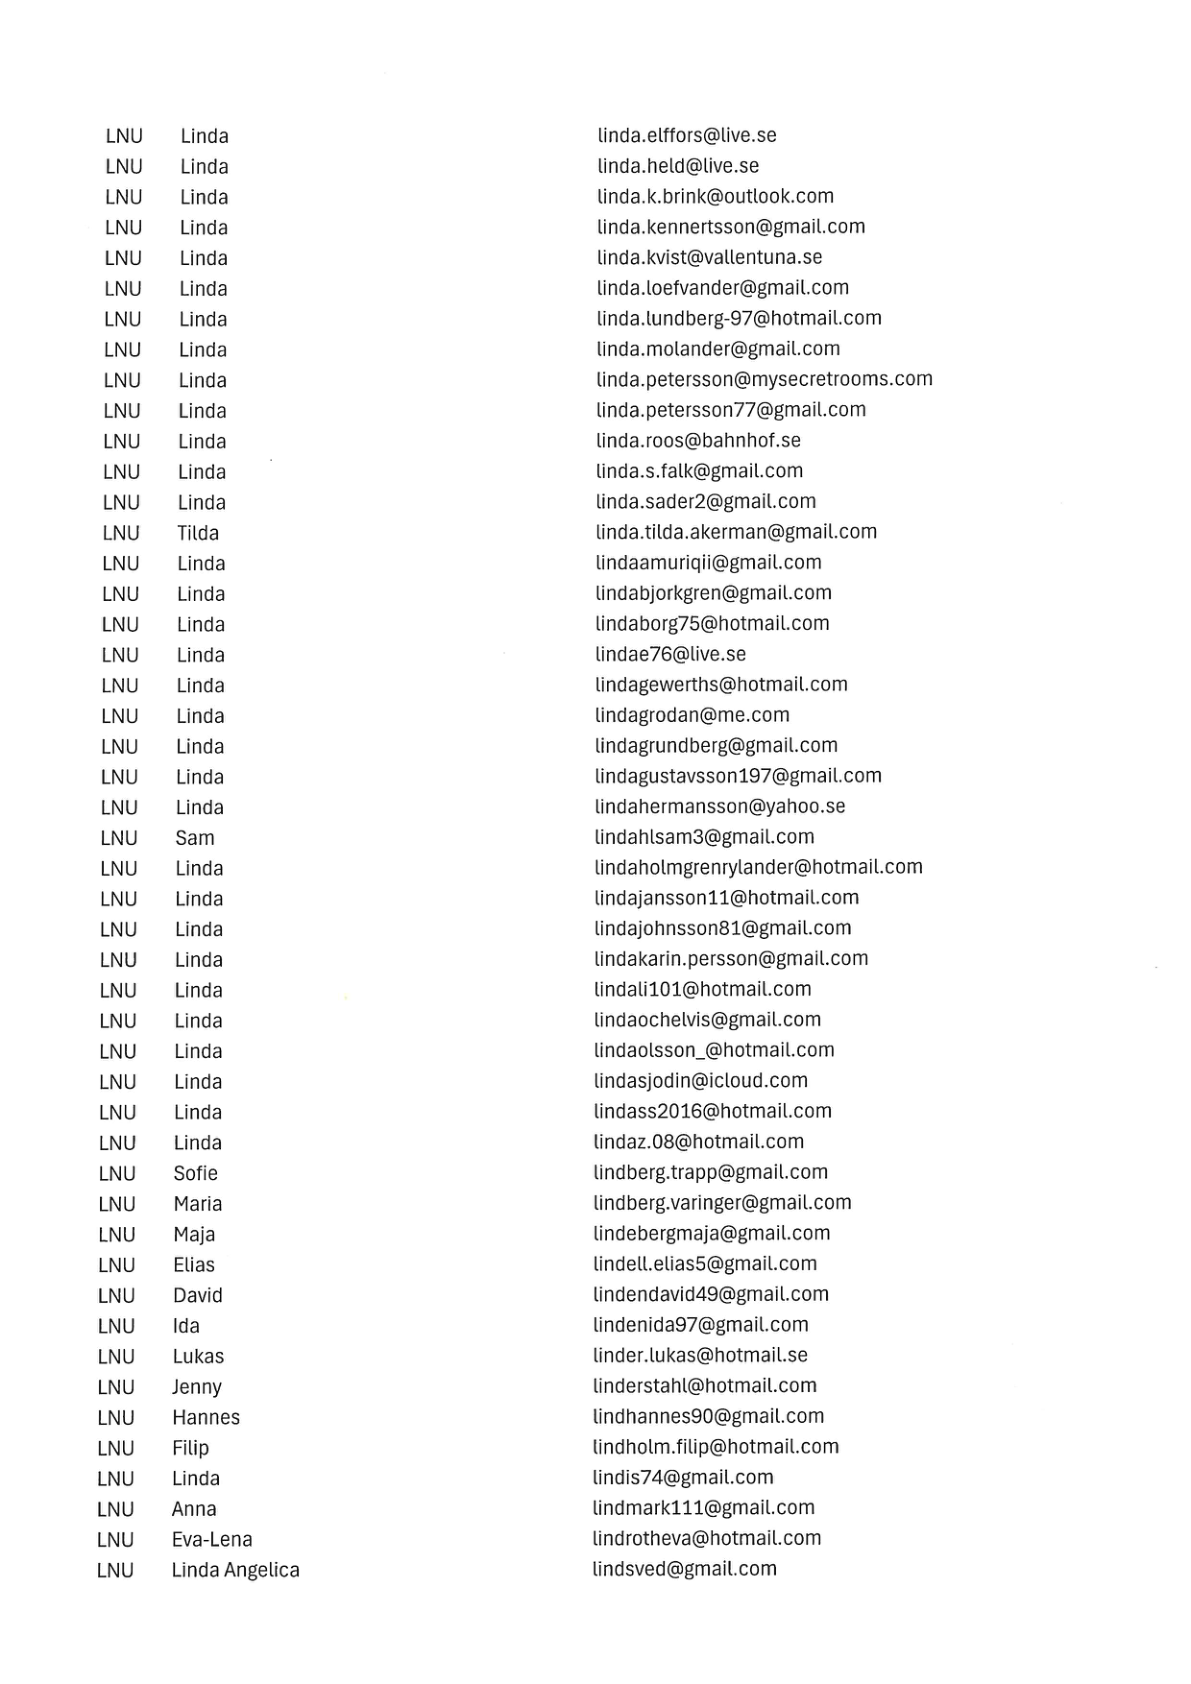 LNU Linda linda.elffors@live.se
LNU Linda linda.held@live.se
LNU Linda linda.k.brink@outlook.com
LNU Linda linda.kennertsson@gmail.com
LNU Linda linda.kvist@vallentuna.se
LNU Linda linda.loefvander@gmail.com
LNU Linda linda.lundberg-97@hotmail.com
LNU Linda linda.molander@gmail.com
LNU Linda linda.petersson@mysecretrooms.com
LNU Linda linda.petersson77@gmail.com
LNU Linda linda.roos@bahnhof.se
LNU Linda linda.s.falk@gmail.com
LNU Linda linda.sader2@gmail.com
LNU Tilda linda.tilda.akerman@gmail.com
LNU Linda lindaamuriqii@gmail.com
LNU Linda lindabjorkgren@gmail.com
LNU Linda lindaborg75@hotmail.com
LNU Linda lindae76@live.se
LNU Linda lindagewerths@hotmail.com
LNU Linda lindagrodan@me.com
LNU Linda lindagrundberg@gmail.com
LNU Linda lindagustavsson197@gmail.com
LNU Linda lindahermansson@yahoo.se
LNU Sam lindahlsam3@gmail.com
LNU Linda lindaholmgrenrylander@hotmail.com
LNU Linda lindajansson11@hotmail.com
LNU Linda lindajohnsson81@gmail.com
LNU Linda lindakarin.persson@gmail.com
LNU Linda lindali101@hotmail.com
LNU Linda lindaochelvis@gmail.com
LNU Linda lindaolsson_@hotmail.com
LNU Linda lindasjodin@icloud.com
LNU Linda lindass2016@hotmail.com
LNU Linda lindaz.08@hotmail.com
LNU Sofie lindberg.trapp@gmail.com
LNU Maria lindberg.varinger@gmail.com
LNU Maja lindebergmaja@gmail.com
LNU Elias lindell.elias5@gmail.com
LNU David lindendavid49@gmail.com
LNU Ida lindenida97@gmail.com
LNU Lukas linder.lukas@hotmail.se
LNU Jenny linderstahl@hotmail.com
LNU Hannes lindhannes90@gmail.com
LNU Filip lindholm.filip@hotmail.com
LNU Linda lindis74@gmail.com
LNU Anna lindmark111@gmail.com
LNU Eva-Lena lindrotheva@hotmail.com
LNU Linda Angelica lindsved@gmail.com